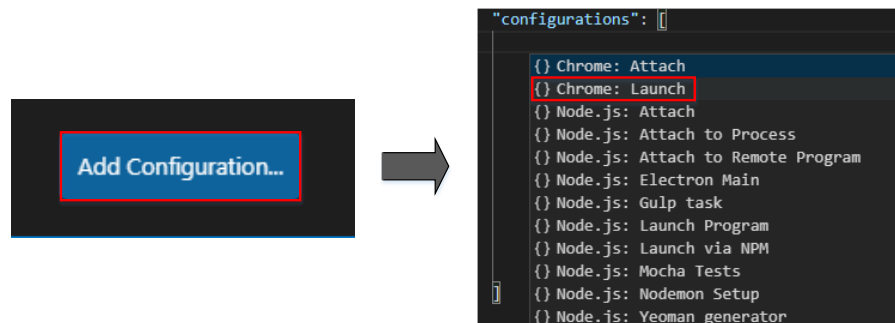 Add Configuration...
"configurations": [
{} Chrome: Attach
{} Chrome: Launch
{} Node.js: Attach
{} Node.js: Attach to Process
{} Node.js: Attach to Remote Program
{} Node.js: Electron Main
{} Node.js: Gulp task
{} Node.js: Launch Program
{} Node.js: Launch via NPM
{} Node.js: Mocha Tests
] {} Node.js: Nodemon Setup
{} Node.js: Yeoman generator